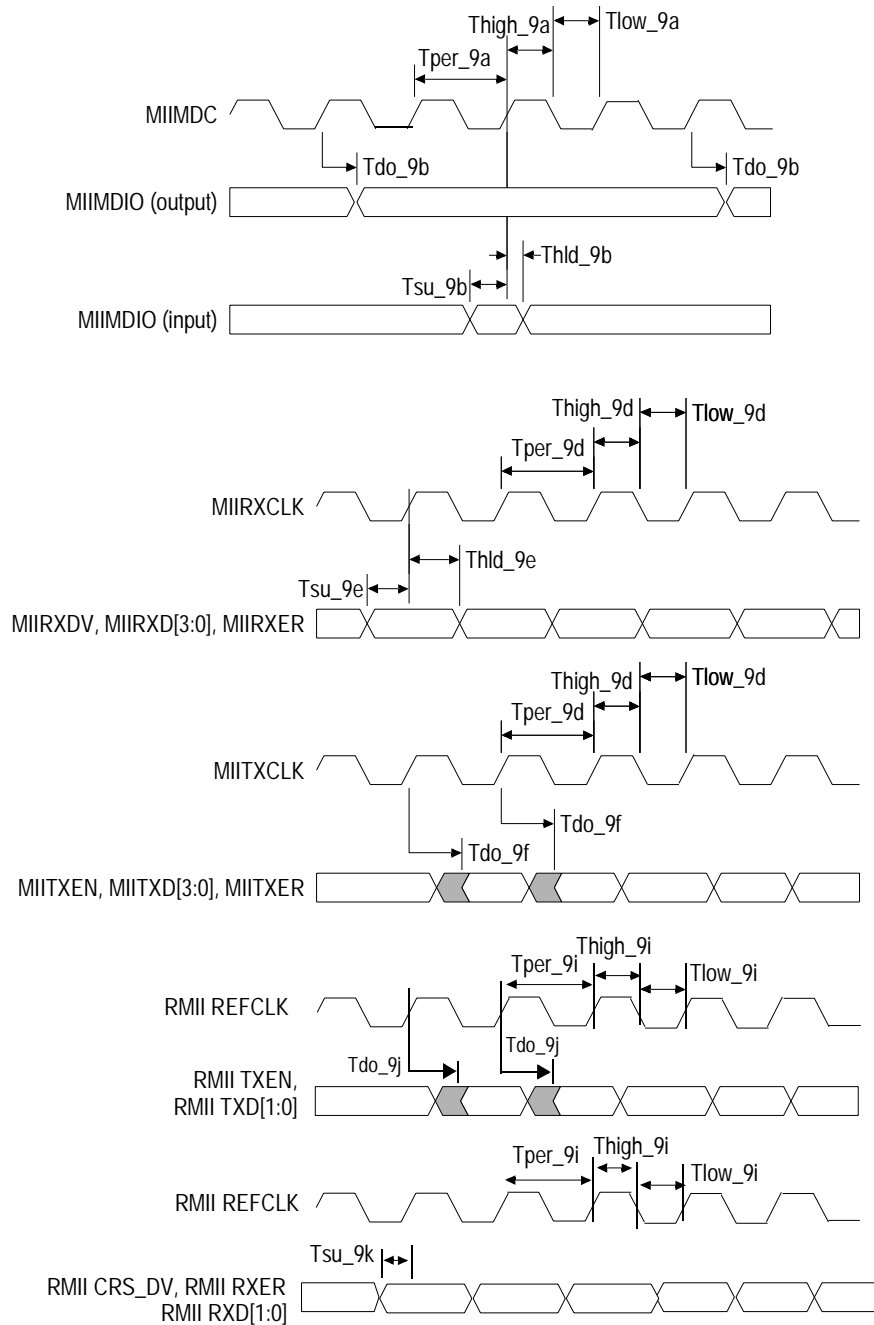 Thigh_9a
Tlow_9a
Tper_9a
MIIMDC
Tdo_9b
Tdo_9b
MIIMDIO (output)
Thld_9b
Tsu_9b
MIIMDIO (input)
Thigh_9d
Tlow_9d
Tper_9d
MIIRXCLK
Thld_9e
Tsu_9e
MIIRXDV, MIIRXD[3:0], MIIRXER
Thigh_9d
Tlow_9d
Tper_9d
MIITXCLK
Tdo_9f
Tdo_9f
MIITXEN, MIITXD[3:0], MIITXER
Thigh_9i
Tper_9i
Tlow_9i
RMII REFCLK
Tdo_9j
Tdo_9j
RMII TXEN,
RMII TXD[1:0]
Thigh_9i
Tper_9i
Tlow_9i
RMII REFCLK
Tsu_9k
RMII CRS_DV, RMII RXER
RMII RXD[1:0]